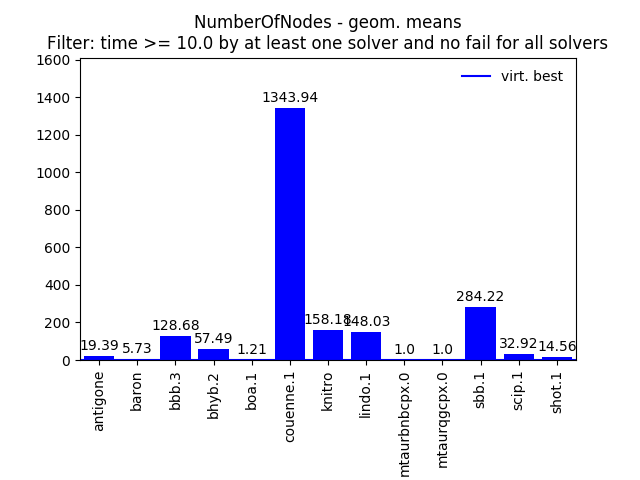 NumberOfNodes - geom. means
Filter: time >= 10.0 by at least one solver and no fail for all solvers
virt. best
1600
1400
1200
1000
800
600
400
200
0
19.39
5.73
128.68
57.49
1.21
1343.94
158.18
148.03
1.0
1.0
284.22
32.92
14.56
antigone
baron
bbb.3
bhyb.2
boa.1
couenne.1
knitro
lindo.1
mtaurbnbcpx.0
mtaurqgcpx.0
sbb.1
scip.1
shot.1